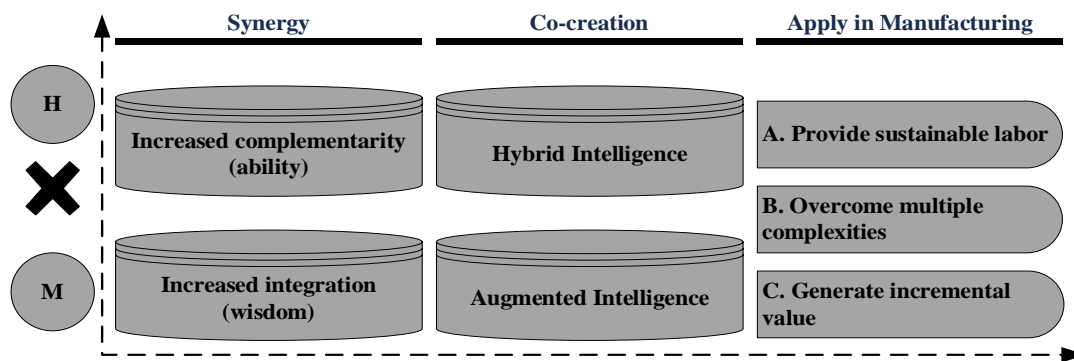 Synergy
Co-creation
Apply in Manufacturing
H
M
Increased complementarity
(ability)
Increased integration
(wisdom)
Hybrid Intelligence
Augmented Intelligence
A. Provide sustainable labor
B. Overcome multiple
complexities
C. Generate incremental
value